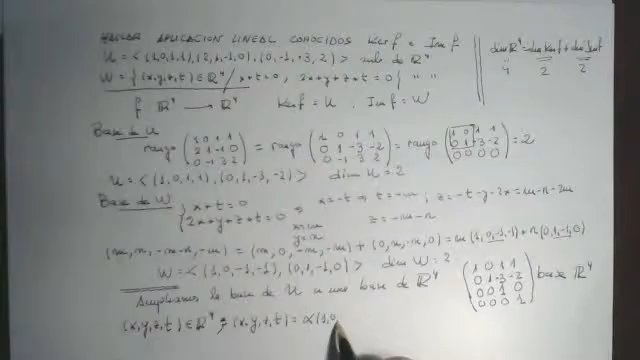 HALLAR APLICACION LINEAL CONOCIDOS Ker f e Im f
U = < (1,0,1,1), (2,1,-1,0), (0,-1,+3,2) > sub de ℝ⁴
W = { (x,y,z,t) ∈ ℝ⁴ / x+t=0, 2x+y+z+t=0 } " "
f ℝ⁴ → ℝ⁴ Ker f = U , Im f = W
dim ℝ⁴ = dim Ker f + dim Im f
4 2 2
Base de U
rango (1 0 1 1 / 2 1 -1 0 / 0 -1 3 2) = rango (1 0 1 1 / 0 1 -3 -2 / 0 -1 3 2) = rango (1 0 1 1 / 0 1 -3 -2 / 0 0 0 0) = 2
U = < (1,0,1,1), (0,1,-3,-2) > dim U = 2
Base de W
{ x+t=0
2x+y+z+t=0
x=-t ⇒ t=-m ; z=-t-y-2x=m-n-2m
x=m
y=n
z=-m-n
(m,n,-m-n,-m) = (m,0,-m,-m) + (0,n,-n,0) = m(1,0,-1,-1) + n(0,1,-1,0)
W = < (1,0,-1,-1), (0,1,-1,0) > dim W = 2
Ampliamos la base de U a una base de ℝ⁴
(1 0 1 1 / 0 1 -3 -2 / 0 0 1 0 / 0 0 0 1) base ℝ⁴
(x,y,z,t) ∈ ℝ⁴ ⇒ (x,y,z,t) = α(1,0